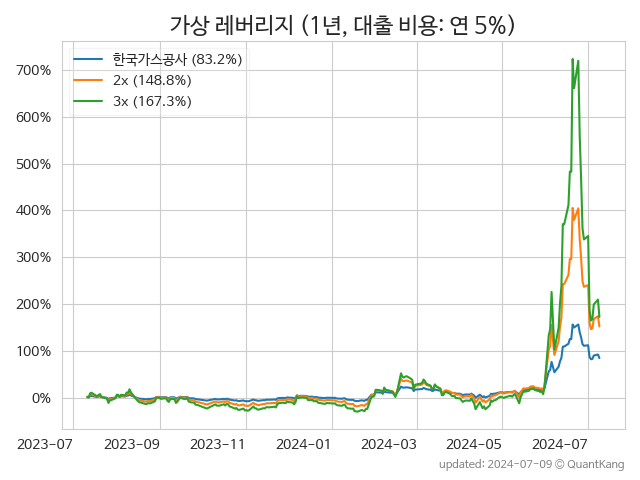 가상 레버리지 (1년, 대출 비용: 연 5%)
한국가스공사 (83.2%)
2x (148.8%)
3x (167.3%)
700%
600%
500%
400%
300%
200%
100%
0%
2023-07 2023-09 2023-11 2024-01 2024-03 2024-05 2024-07
updated: 2024-07-09 © QuantKang